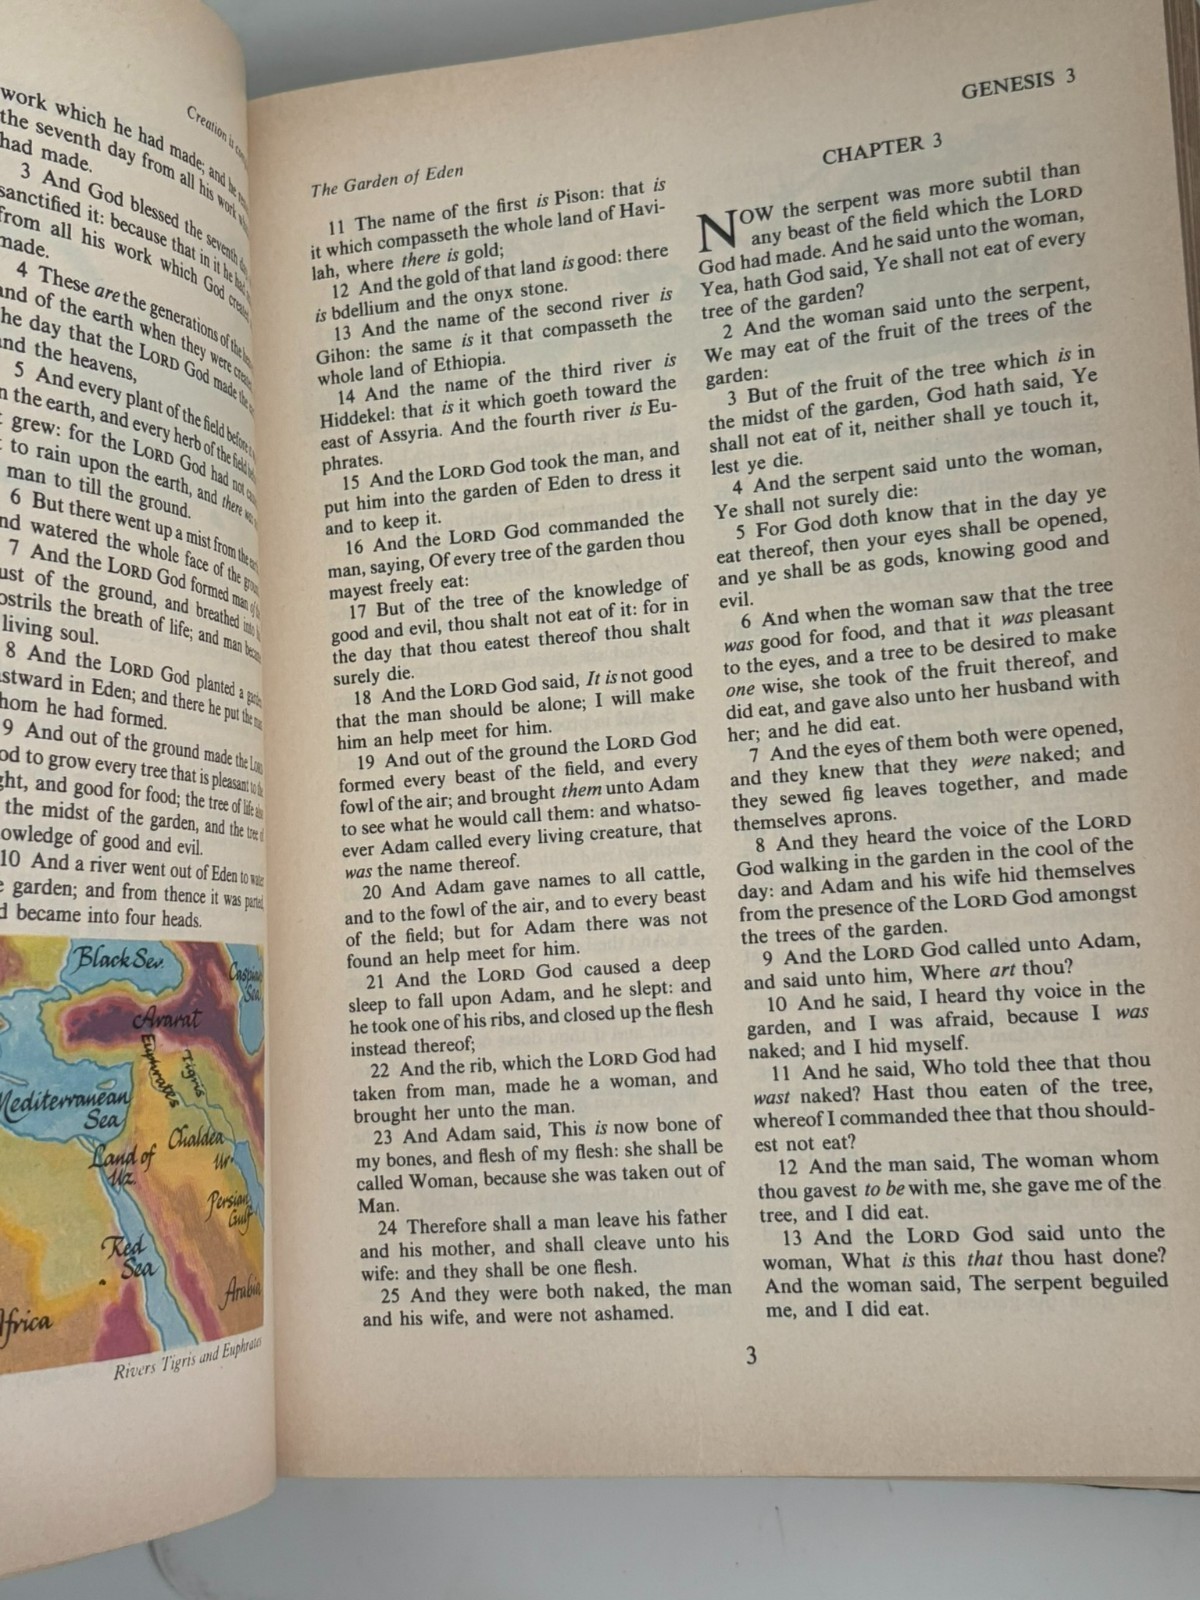 Creation is
work which he had made; and he
the seventh day from all his work
had made.
3 And God blessed the seventh day
sanctified it: because that in it he had
from all his work which God created
made.
4 These are the generations of the
and of the earth when they were
the day that the LORD God made the
and the heavens,
5 And every plant of the field before
the earth, and every herb of the field
grew: for the LORD God had not
to rain upon the earth, and there was
man to till the ground.
6 But there went up a mist from the
nd watered the whole face of the
7 And the LORD God formed man of
ust of the ground, and breathed into
ostrils the breath of life; and man became
living soul.
8 And the LORD God planted a
astward in Eden; and there he put the
hom he had formed.
9 And out of the ground made the
od to grow every tree that is pleasant to the
ght, and good for food; the tree of life also
the midst of the garden, and the tree of
owledge of good and evil.
10 And a river went out of Eden to water
garden; and from thence it was parted,
d became into four heads.
Black Sea
Caspian
Sea
Ararat
Euphrates
Tigris
Mediterranean
Sea
Chaldea
Ur
Land of
Uz
Persian
Gulf
Red
Sea
Arabia
Africa
Rivers Tigris and Euphrates
GENESIS 3
The Garden of Eden
11 The name of the first is Pison: that is
it which compasseth the whole land of Havi-
lah, where there is gold;
12 And the gold of that land is good: there
is bdellium and the onyx stone.
13 And the name of the second river is
Gihon: the same is it that compasseth the
whole land of Ethiopia.
14 And the name of the third river is
Hiddekel: that is it which goeth toward the
east of Assyria. And the fourth river is Eu-
phrates.
15 And the LORD God took the man, and
put him into the garden of Eden to dress it
and to keep it.
16 And the LORD God commanded the
man, saying, Of every tree of the garden thou
mayest freely eat:
17 But of the tree of the knowledge of
good and evil, thou shalt not eat of it: for in
the day that thou eatest thereof thou shalt
surely die.
18 And the LORD God said, It is not good
that the man should be alone; I will make
him an help meet for him.
19 And out of the ground the LORD God
formed every beast of the field, and every
fowl of the air; and brought them unto Adam
to see what he would call them: and whatso-
ever Adam called every living creature, that
was the name thereof.
20 And Adam gave names to all cattle,
and to the fowl of the air, and to every beast
of the field; but for Adam there was not
found an help meet for him.
21 And the LORD God caused a deep
sleep to fall upon Adam, and he slept: and
he took one of his ribs, and closed up the flesh
instead thereof;
22 And the rib, which the LORD God had
taken from man, made he a woman, and
brought her unto the man.
23 And Adam said, This is now bone of
my bones, and flesh of my flesh: she shall be
called Woman, because she was taken out of
Man.
24 Therefore shall a man leave his father
and his mother, and shall cleave unto his
wife: and they shall be one flesh.
25 And they were both naked, the man
and his wife, and were not ashamed.
CHAPTER 3
NOW the serpent was more subtil than
any beast of the field which the LORD
God had made. And he said unto the woman,
Yea, hath God said, Ye shall not eat of every
tree of the garden?
2 And the woman said unto the serpent,
We may eat of the fruit of the trees of the
garden:
3 But of the fruit of the tree which is in
the midst of the garden, God hath said, Ye
shall not eat of it, neither shall ye touch it,
lest ye die.
4 And the serpent said unto the woman,
Ye shall not surely die:
5 For God doth know that in the day ye
eat thereof, then your eyes shall be opened,
and ye shall be as gods, knowing good and
evil.
6 And when the woman saw that the tree
was good for food, and that it was pleasant
to the eyes, and a tree to be desired to make
one wise, she took of the fruit thereof, and
did eat, and gave also unto her husband with
her; and he did eat.
7 And the eyes of them both were opened,
and they knew that they were naked; and
they sewed fig leaves together, and made
themselves aprons.
8 And they heard the voice of the LORD
God walking in the garden in the cool of the
day: and Adam and his wife hid themselves
from the presence of the LORD God amongst
the trees of the garden.
9 And the LORD God called unto Adam,
and said unto him, Where art thou?
10 And he said, I heard thy voice in the
garden, and I was afraid, because I was
naked; and I hid myself.
11 And he said, Who told thee that thou
wast naked? Hast thou eaten of the tree,
whereof I commanded thee that thou should-
est not eat?
12 And the man said, The woman whom
thou gavest to be with me, she gave me of the
tree, and I did eat.
13 And the LORD God said unto the
woman, What is this that thou hast done?
And the woman said, The serpent beguiled
me, and I did eat.
3